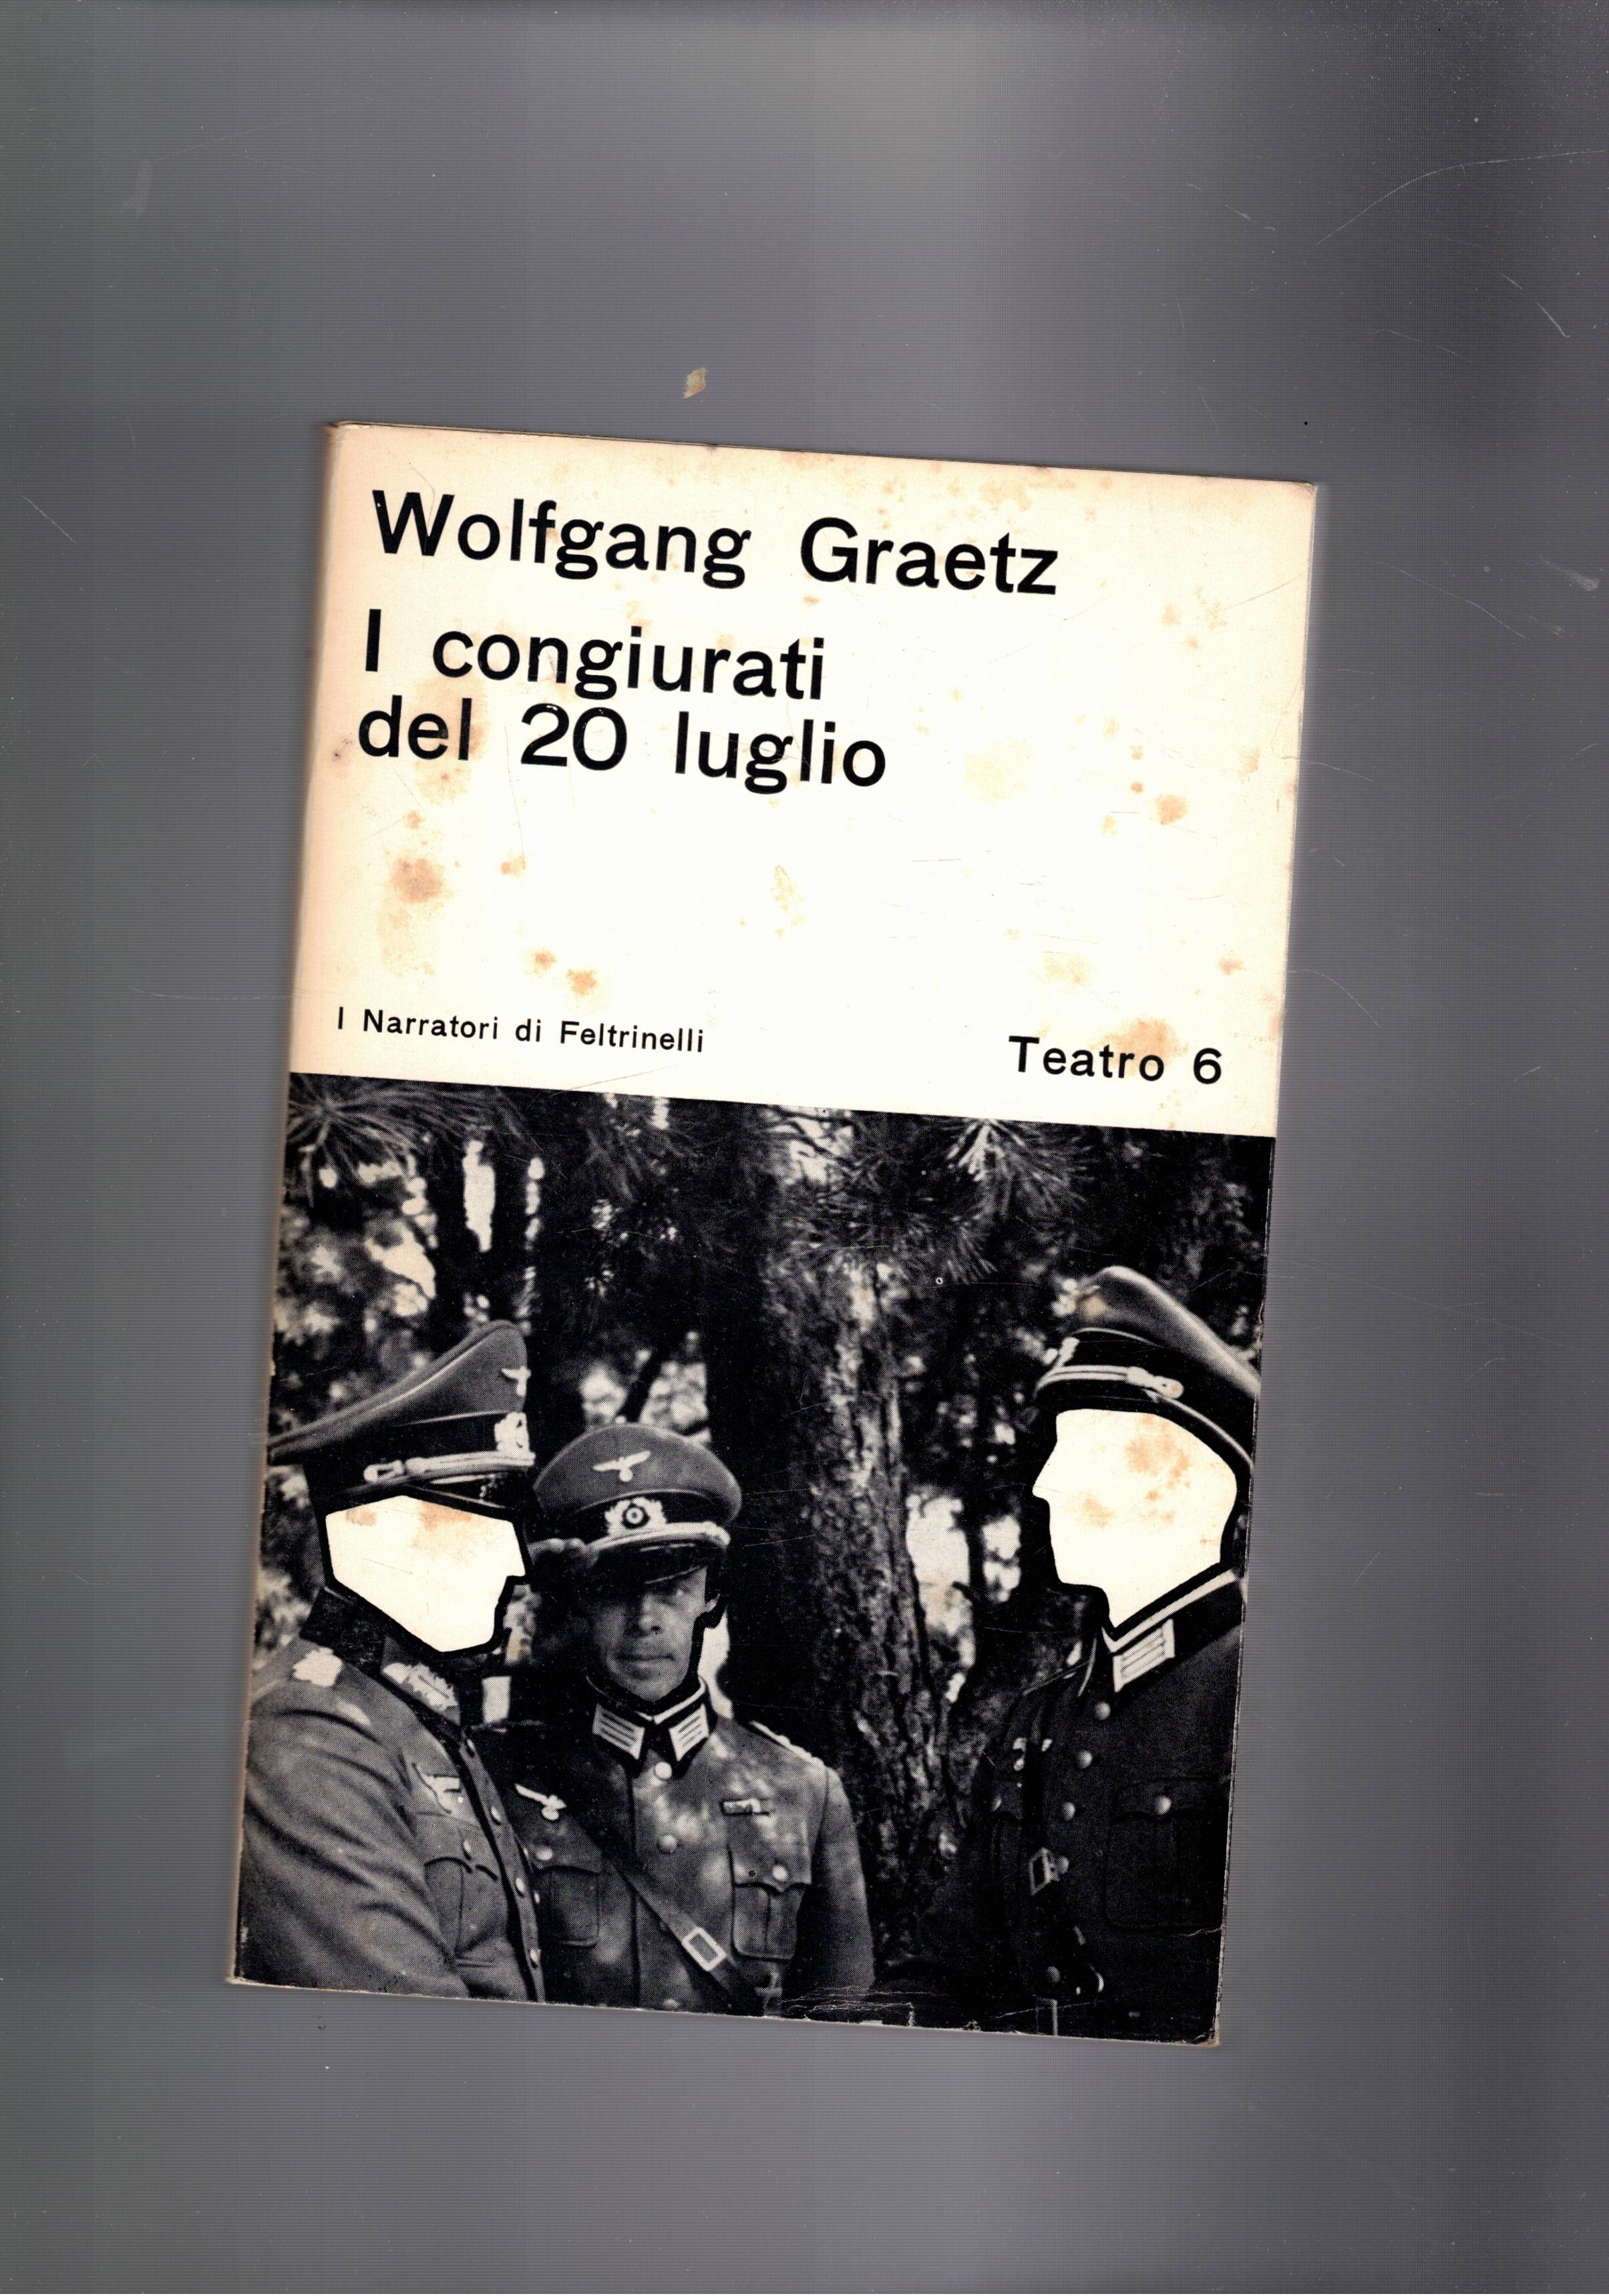 Wolfgang Graetz
I congiurati
del 20 luglio
I Narratori di Feltrinelli
Teatro 6